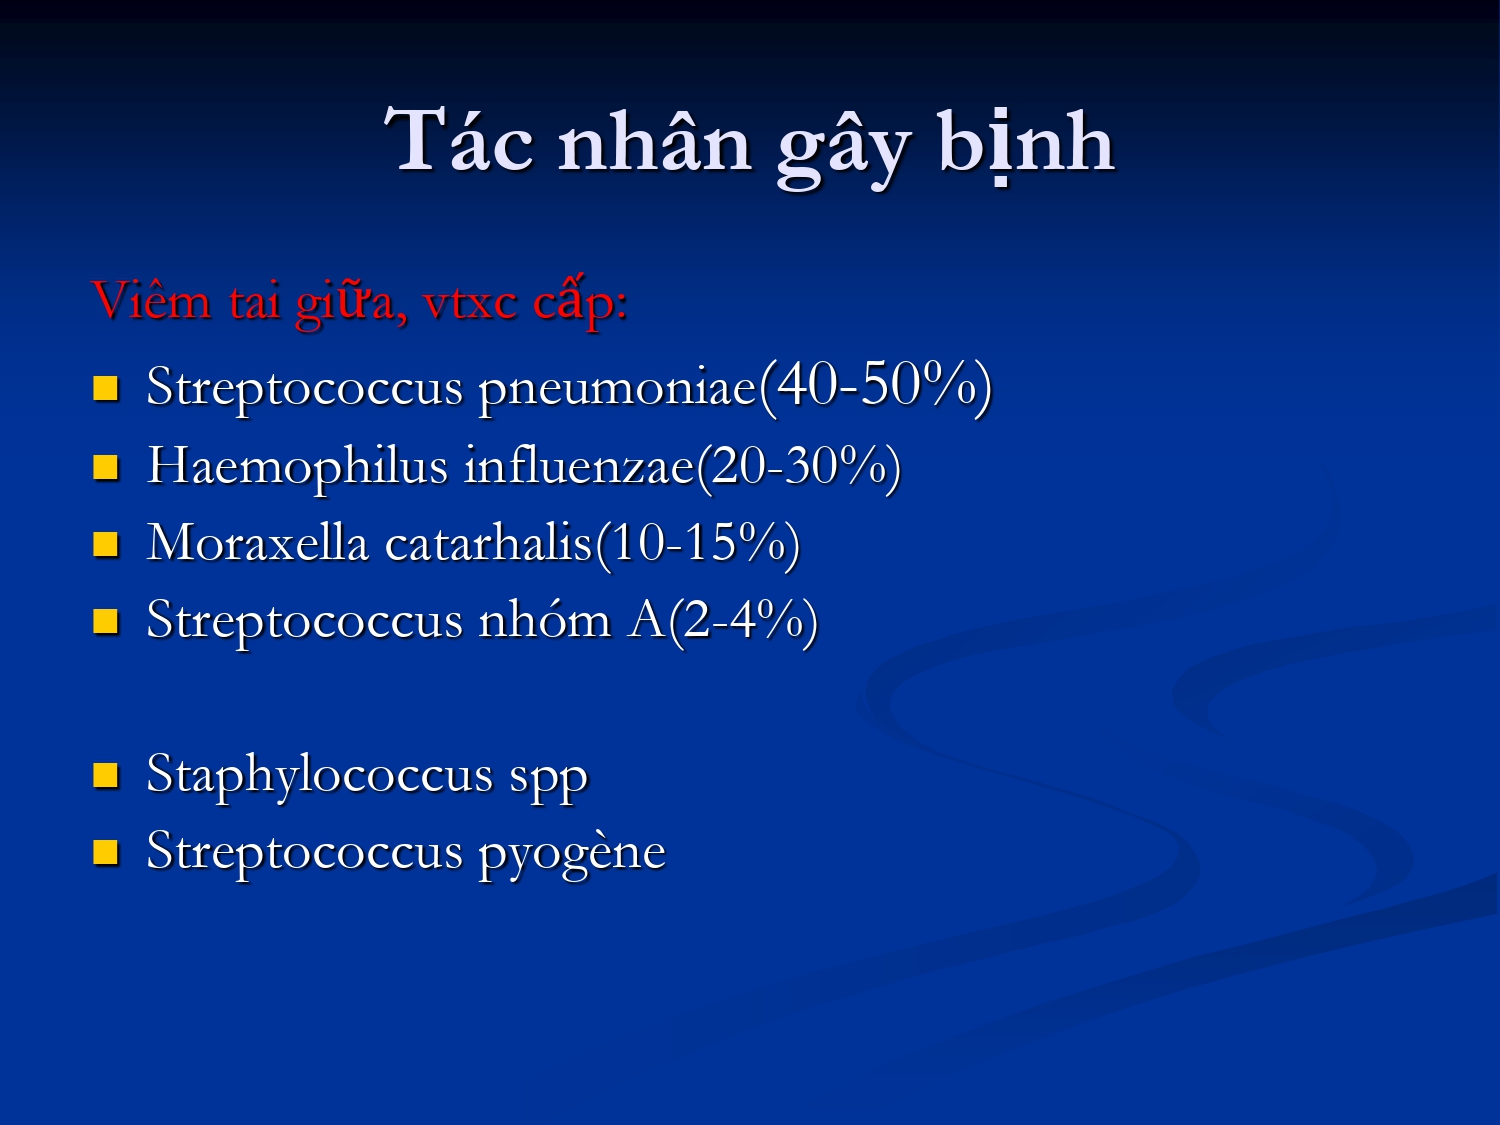 Tác nhân gây bịnh
Viêm tai giữa, vtxc cấp:
Streptococcus pneumoniae(40-50%)
Haemophilus influenzae(20-30%)
Moraxella catarhalis(10-15%)
Streptococcus nhóm A(2-4%)
Staphylococcus spp
Streptococcus pyogène